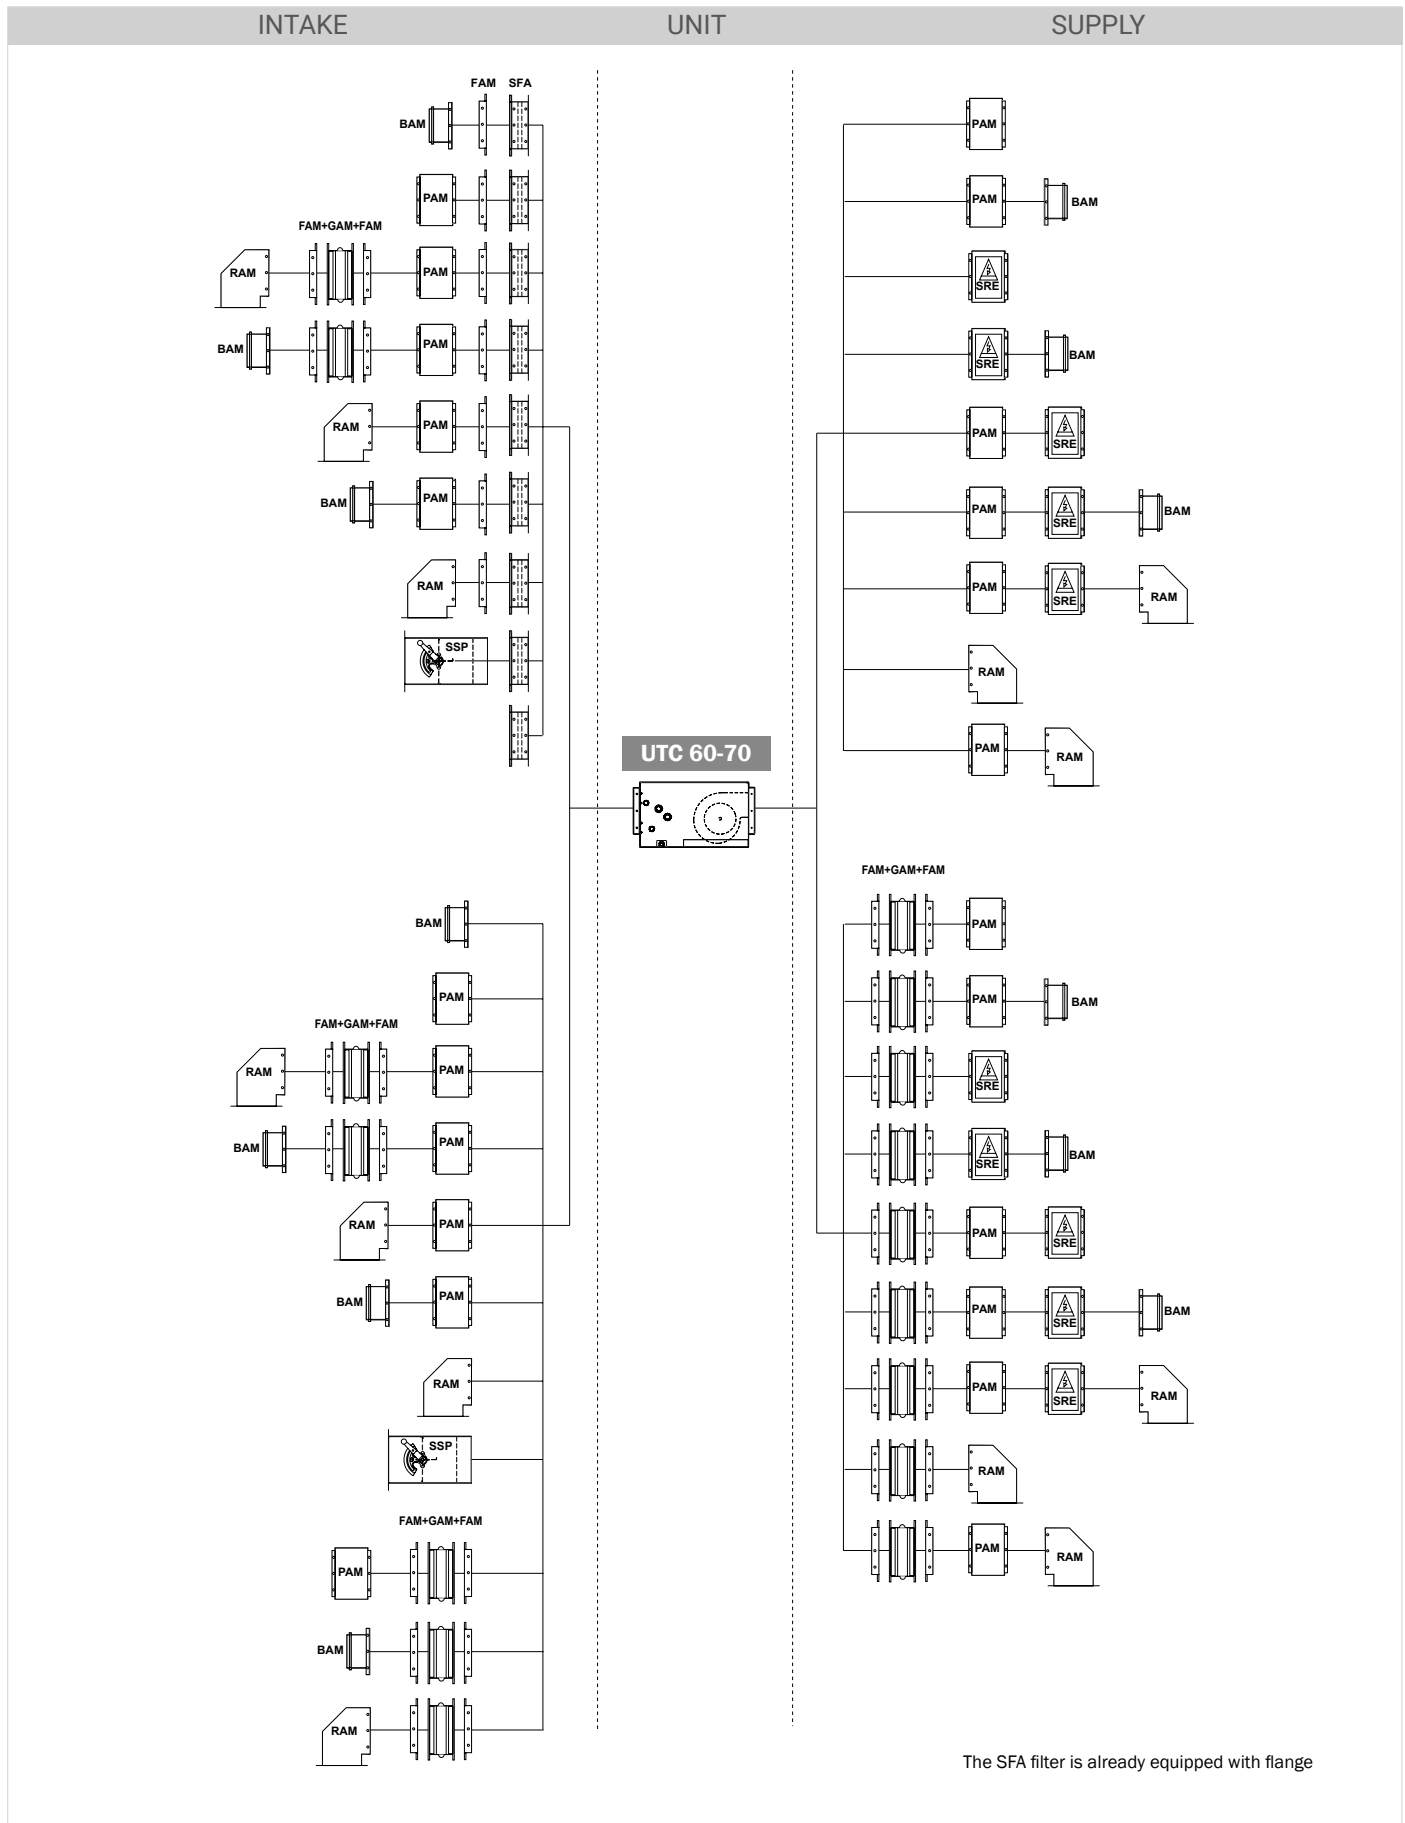 INTAKE UNIT SUPPLY
FAM SFA
BAM
PAM
FAM+GAM+FAM
RAM PAM
BAM PAM
RAM PAM
BAM PAM
RAM
SSP
PAM
PAM BAM
SRE
SRE BAM
PAM SRE
PAM SRE BAM
PAM SRE RAM
RAM
PAM RAM
UTC 60-70
BAM
PAM
FAM+GAM+FAM
RAM PAM
BAM PAM
RAM PAM
BAM PAM
RAM
SSP
FAM+GAM+FAM
PAM
BAM
RAM
FAM+GAM+FAM
PAM
PAM BAM
SRE
SRE BAM
PAM SRE
PAM SRE BAM
PAM SRE RAM
RAM
PAM RAM
The SFA filter is already equipped with flange